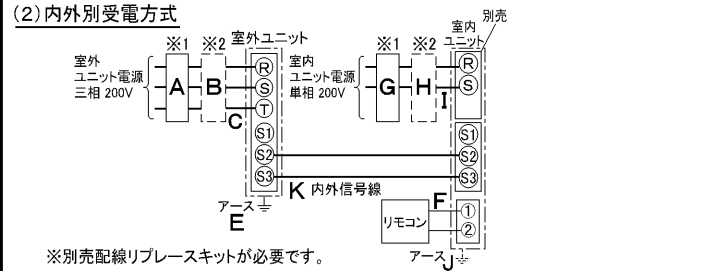 (2)内外別受電方式
※1 ※2 室外ユニット
室外
ユニット電源
三相 200V
A B C
R
S
T
S1
S2
S3
アース
E
※1 ※2
室内
ユニット電源
単相 200V
G H I
室内
ユニット
別売
R
S
S1
S2
S3
K 内外信号線
リモコン
F
①
②
アース
J
※別売配線リプレースキットが必要です。